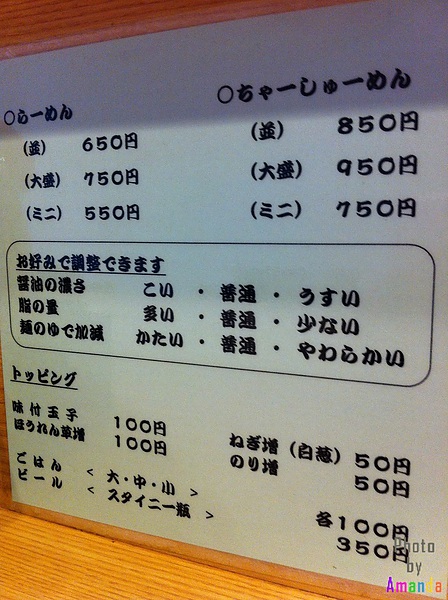 ○らーめん
(並) 650円
(大盛) 750円
(ミニ) 550円
○ちゃーしゅーめん
(並) 850円
(大盛) 950円
(ミニ) 750円
お好みで調整できます
醤油の濃さ こい ・ 普通 ・ うすい
脂の量 多い ・ 普通 ・ 少ない
麺のゆで加減 かたい ・ 普通 ・ やわらかい
トッピング
味付玉子 100円
ほうれん草増 100円
ねぎ増(白葱) 50円
のり増 50円
ごはん < 大・中・小 > 各100円
ビール < スタイニー瓶 > 350円
Photo
by
Amanda